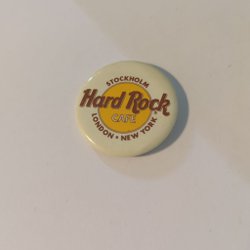 STOCKHOLM
Hard Rock
CAFE
LONDON • NEW YORK